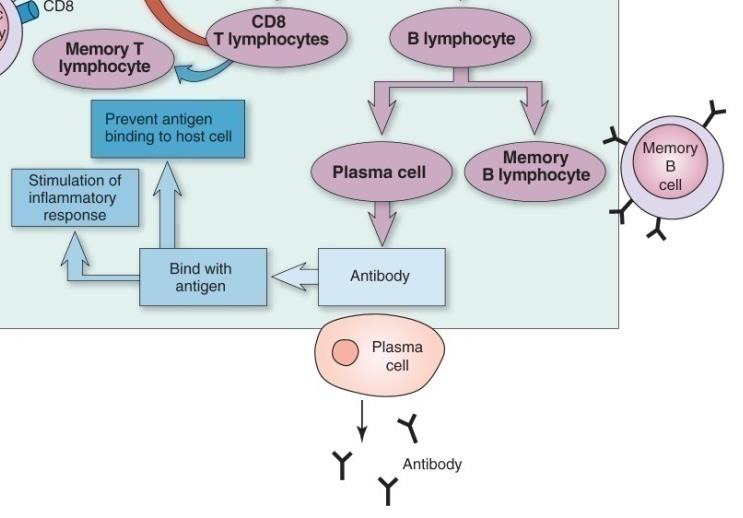 CD8
CD8
T lymphocytes
B lymphocyte
Memory T
lymphocyte
Prevent antigen
binding to host cell
Stimulation of
inflammatory
response
Plasma cell
Memory
B lymphocyte
Memory
B
cell
Bind with
antigen
Antibody
Plasma
cell
Antibody